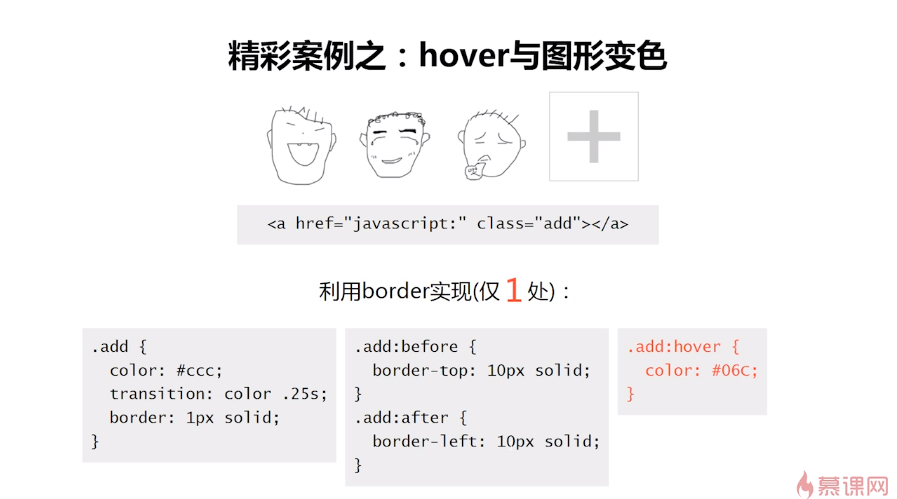 精彩案例之：hover与图形变色
<a href="javascript:" class="add"></a>
利用border实现(仅1处)：
.add {
color: #ccc;
transition: color .25s;
border: 1px solid;
}
.add:before {
border-top: 10px solid;
}
.add:after {
border-left: 10px solid;
}
.add:hover {
color: #06C;
}
慕课网